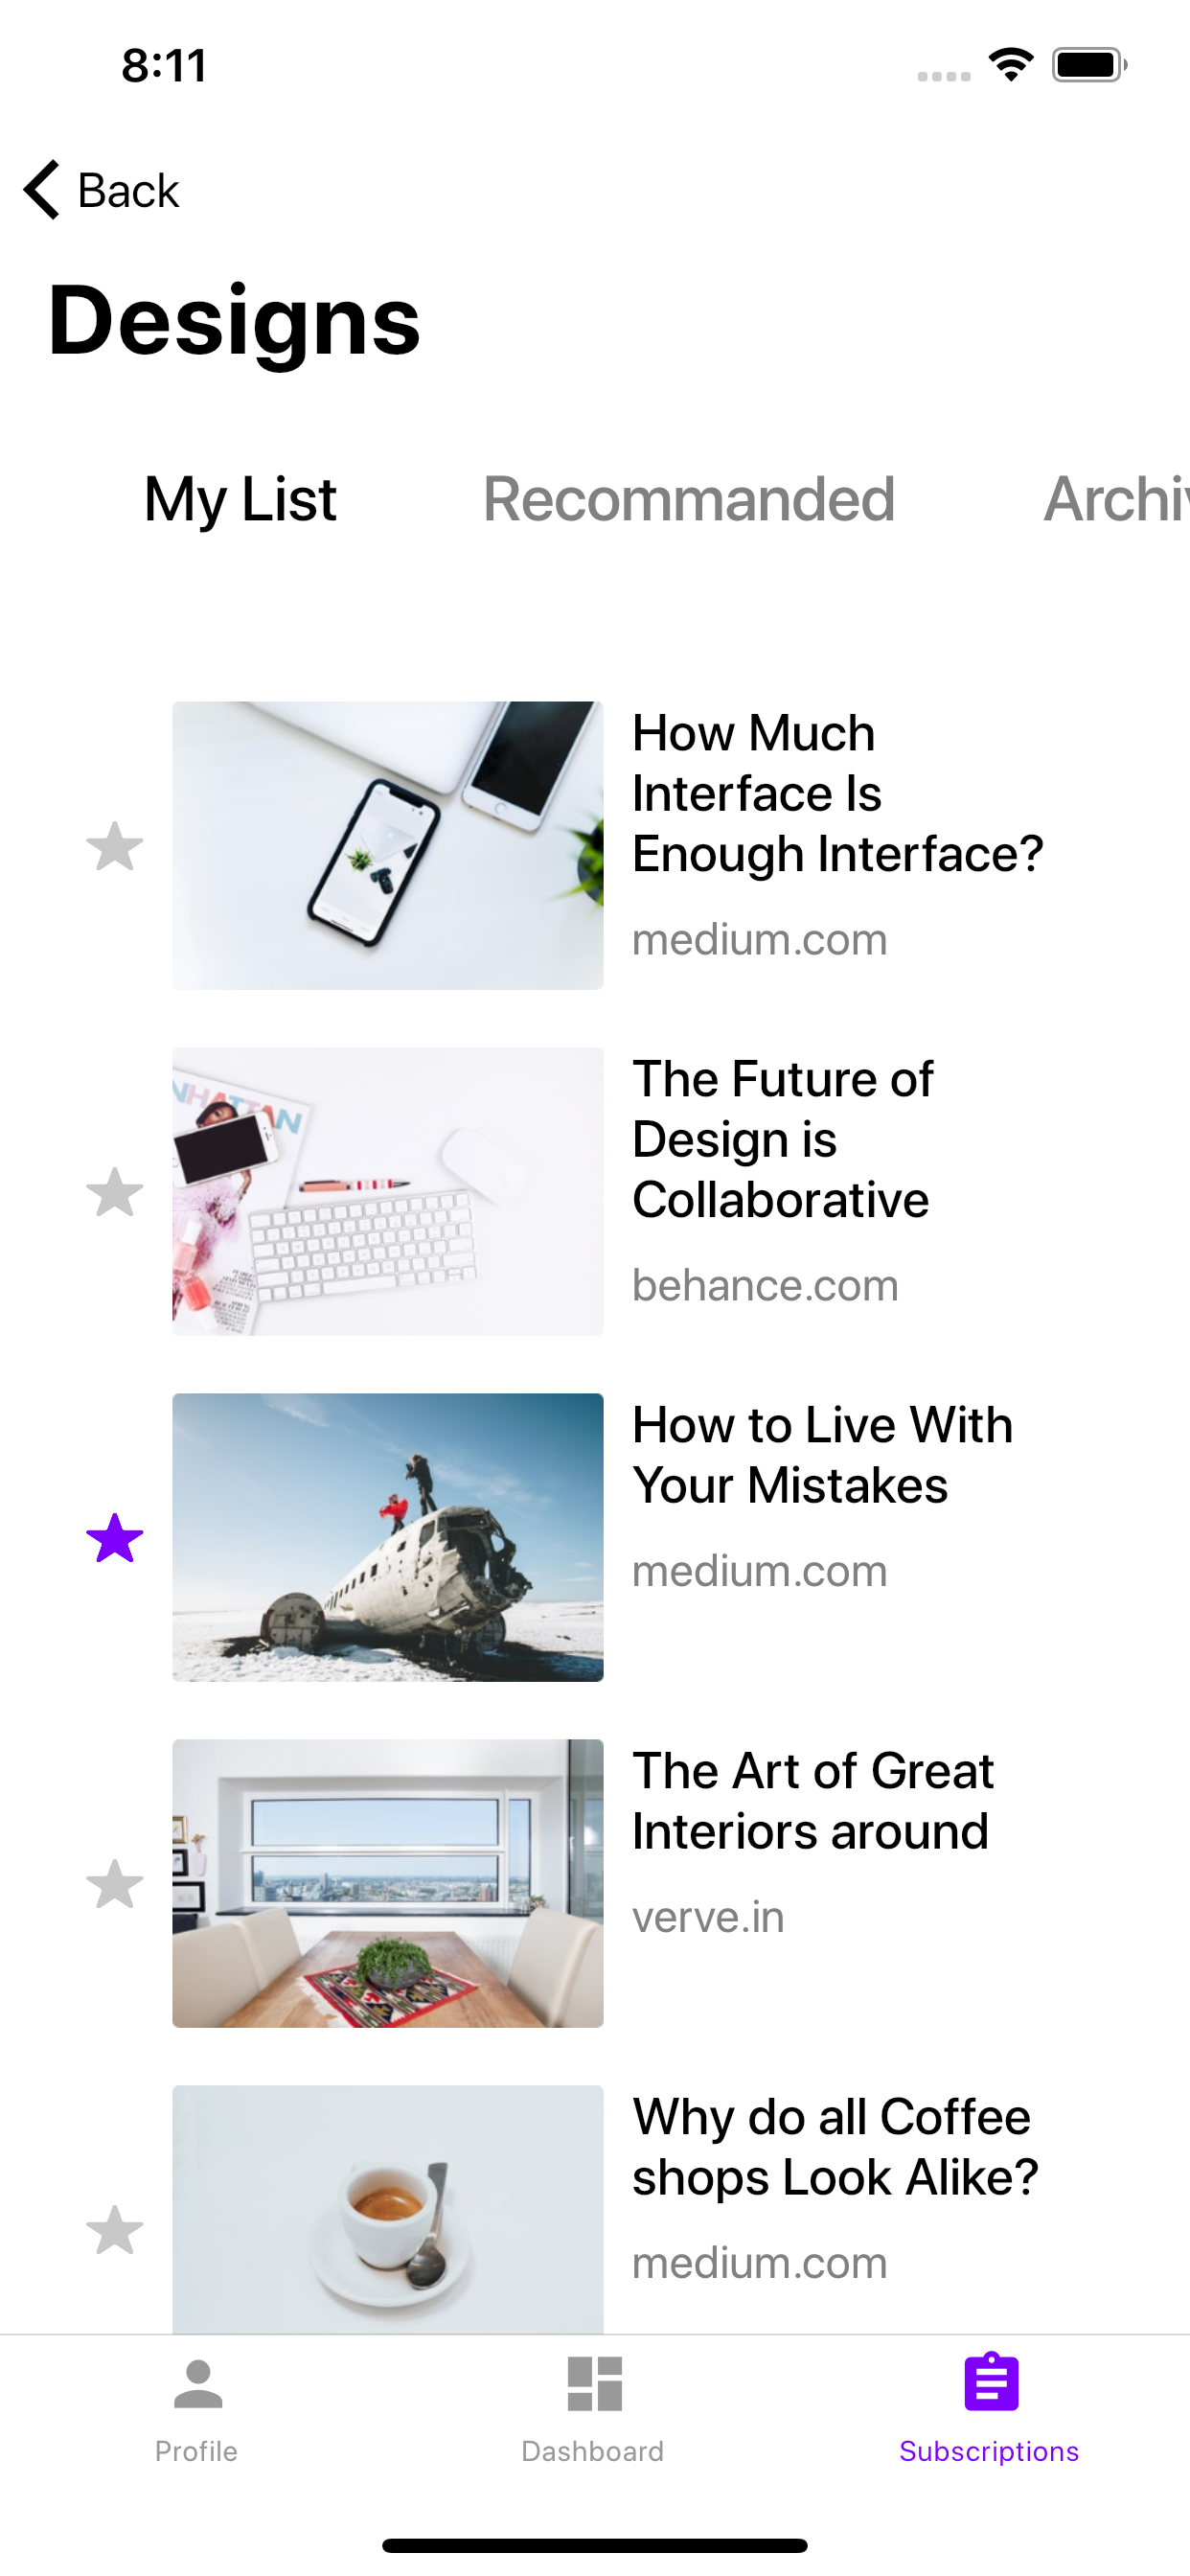 8:11
Back
Designs
My List Recommanded Archiv
How Much
Interface Is
Enough Interface?
medium.com
The Future of
Design is
Collaborative
behance.com
How to Live With
Your Mistakes
medium.com
The Art of Great
Interiors around
verve.in
Why do all Coffee
shops Look Alike?
medium.com
Profile Dashboard Subscriptions